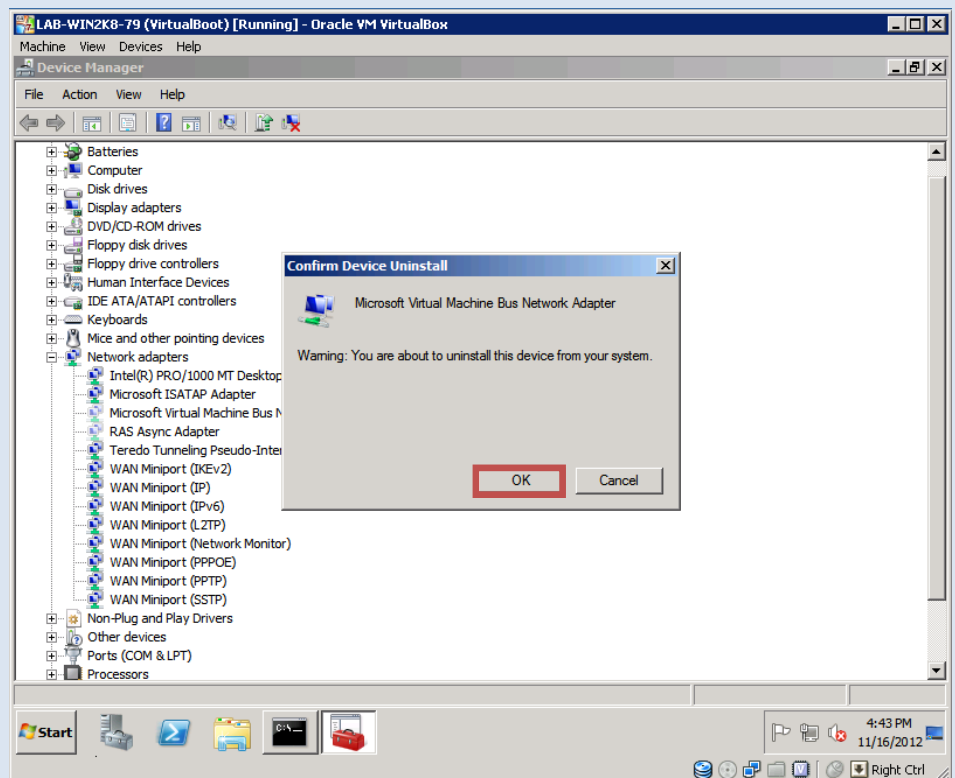 LAB-WIN2K8-79 (VirtualBoot) [Running] - Oracle VM VirtualBox
Machine View Devices Help
Device Manager
File Action View Help
Batteries
Computer
Disk drives
Display adapters
DVD/CD-ROM drives
Floppy disk drives
Floppy drive controllers
Human Interface Devices
IDE ATA/ATAPI controllers
Keyboards
Mice and other pointing devices
Network adapters
Intel(R) PRO/1000 MT Desktop
Microsoft ISATAP Adapter
Microsoft Virtual Machine Bus N
RAS Async Adapter
Teredo Tunneling Pseudo-Inter
WAN Miniport (IKEv2)
WAN Miniport (IP)
WAN Miniport (IPv6)
WAN Miniport (L2TP)
WAN Miniport (Network Monitor)
WAN Miniport (PPPOE)
WAN Miniport (PPTP)
WAN Miniport (SSTP)
Non-Plug and Play Drivers
Other devices
Ports (COM & LPT)
Processors
Confirm Device Uninstall
Microsoft Virtual Machine Bus Network Adapter
Warning: You are about to uninstall this device from your system.
OK Cancel
Start
C:\_
4:43 PM
11/16/2012
Right Ctrl